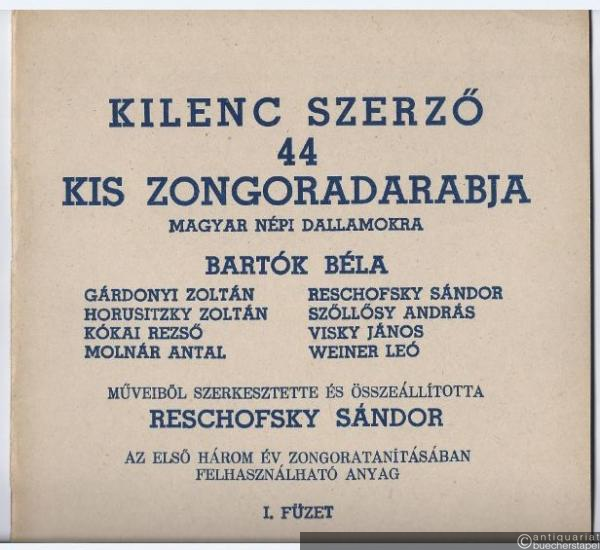 KILENC SZERZŐ
44
KIS ZONGORADARABJA
MAGYAR NÉPI DALLAMOKRA
BARTÓK BÉLA
GÁRDONYI ZOLTÁN
HORUSITZKY ZOLTÁN
KÓKAI REZSŐ
MOLNÁR ANTAL
RESCHOFSKY SÁNDOR
SZŐLLŐSY ANDRÁS
VISKY JÁNOS
WEINER LEÓ
MŰVEIBŐL SZERKESZTETTE ÉS ÖSSZEÁLLÍTOTTA
RESCHOFSKY SÁNDOR
AZ ELSŐ HÁROM ÉV ZONGORATANÍTÁSÁBAN
FELHASZNÁLHATÓ ANYAG
I. FÜZET
antiquariat
buecherstapel